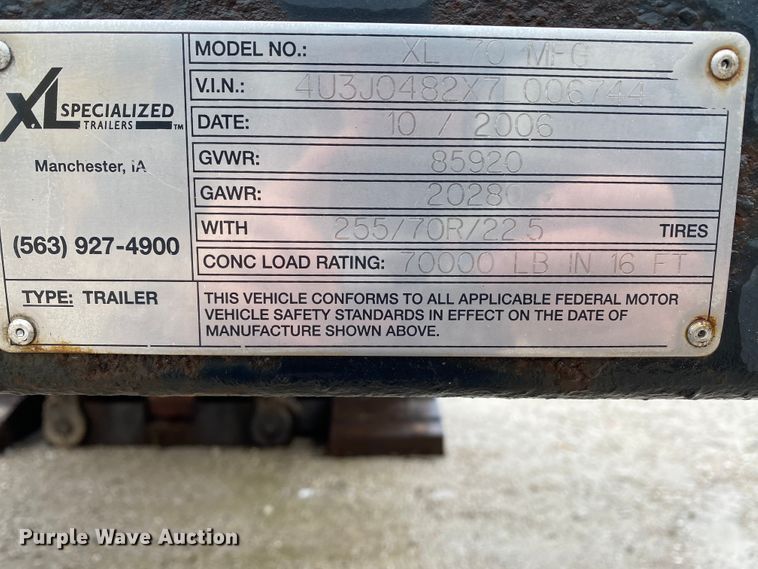 XL SPECIALIZED
TRAILERS TM
Manchester, IA
(563) 927-4900
TYPE: TRAILER
MODEL NO.: XL 70 MFG
V.I.N.: 4U3J0482X7L006744
DATE: 10 / 2006
GVWR: 85920
GAWR: 20280
WITH 255/70R/22.5 TIRES
CONC LOAD RATING: 70000 LB IN 16 FT
THIS VEHICLE CONFORMS TO ALL APPLICABLE FEDERAL MOTOR
VEHICLE SAFETY STANDARDS IN EFFECT ON THE DATE OF
MANUFACTURE SHOWN ABOVE.
Purple Wave Auction